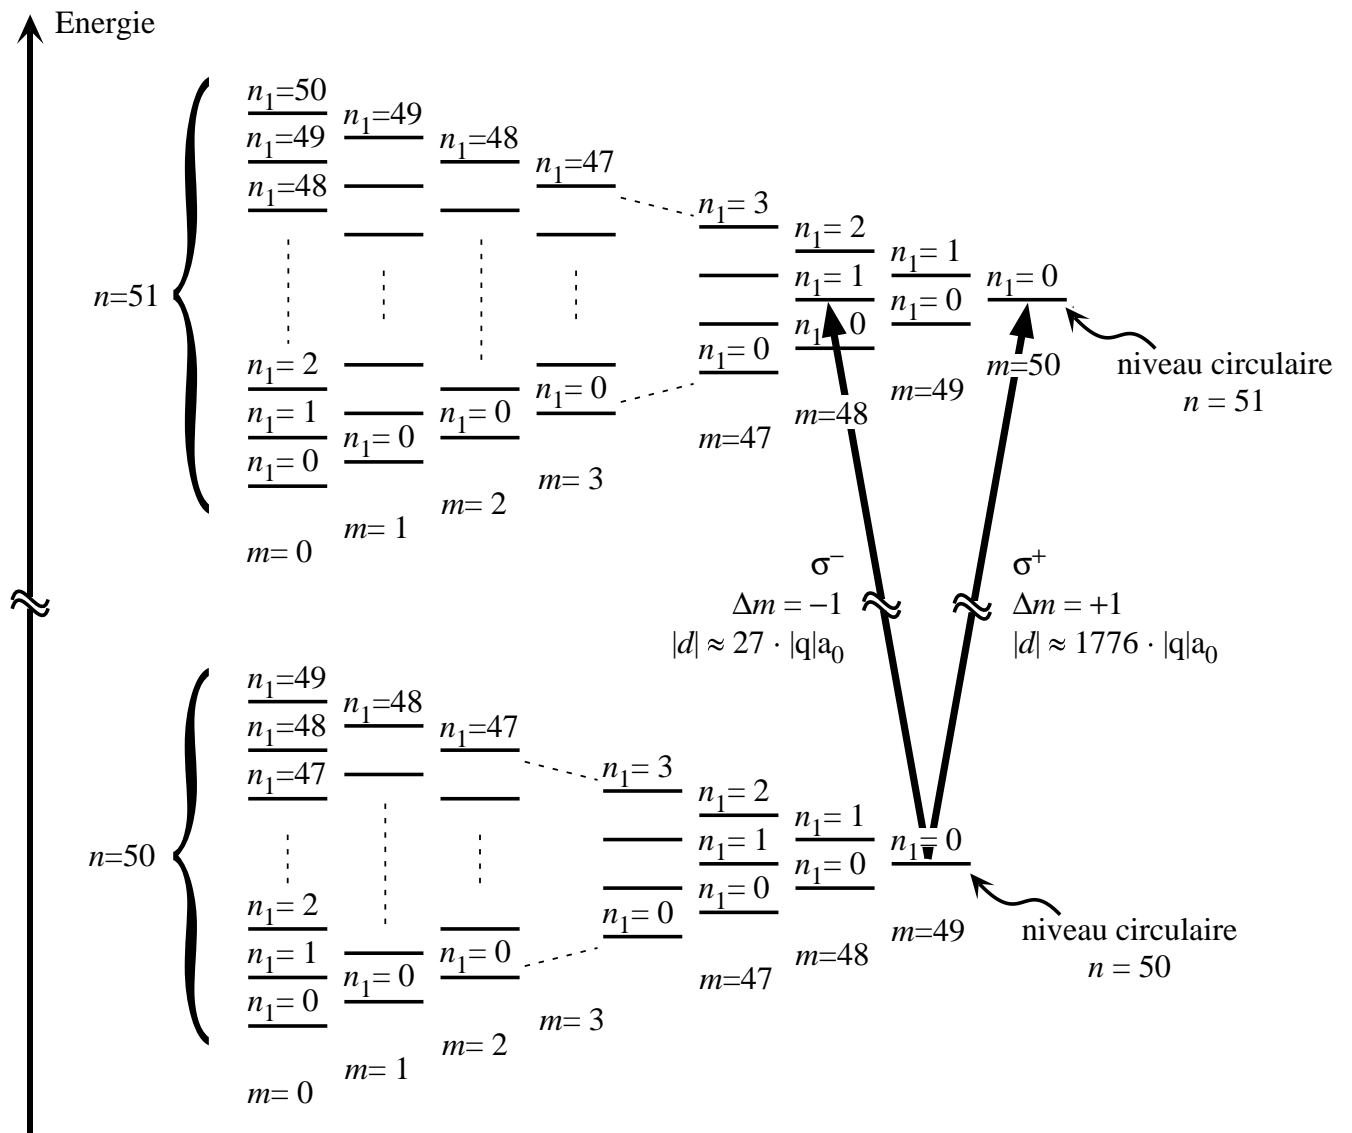 Energie
n₁=50
n₁=49
n₁=49
n₁=48
n₁=48
n₁=47
n₁= 3
n₁= 2
n₁= 1
n₁= 0
n₁= 1
n₁= 0
n₁= 0
n₁= 0
n=51
n₁= 2
n₁= 1
n₁= 0
n₁= 0
n₁= 0
n₁= 0
m=50
niveau circulaire
n = 51
m=49
m=48
m=47
m= 3
m= 2
m= 1
m= 0
σ⁻
Δm = −1
|d| ≈ 27 · |q|a₀
σ⁺
Δm = +1
|d| ≈ 1776 · |q|a₀
n₁=49
n₁=48
n₁=48
n₁=47
n₁=47
n₁= 3
n₁= 2
n₁= 1
n₁= 1
n₁= 0
n₁= 0
n₁= 0
n₁= 0
n=50
n₁= 2
n₁= 1
n₁= 0
n₁= 0
n₁= 0
m=49
niveau circulaire
n = 50
m=48
m=47
m= 3
m= 2
m= 1
m= 0